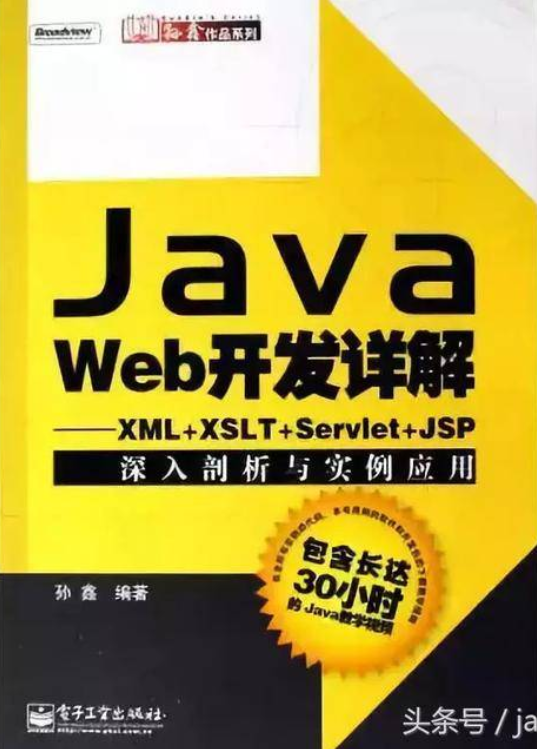 Broadview
孙鑫作品系列
Java
Web开发详解
——XML+XSLT+Servlet+JSP
深入剖析与实例应用
包含长达
30小时
的Java教学视频
孙 鑫 编著
电子工业出版社
头条号 / ja